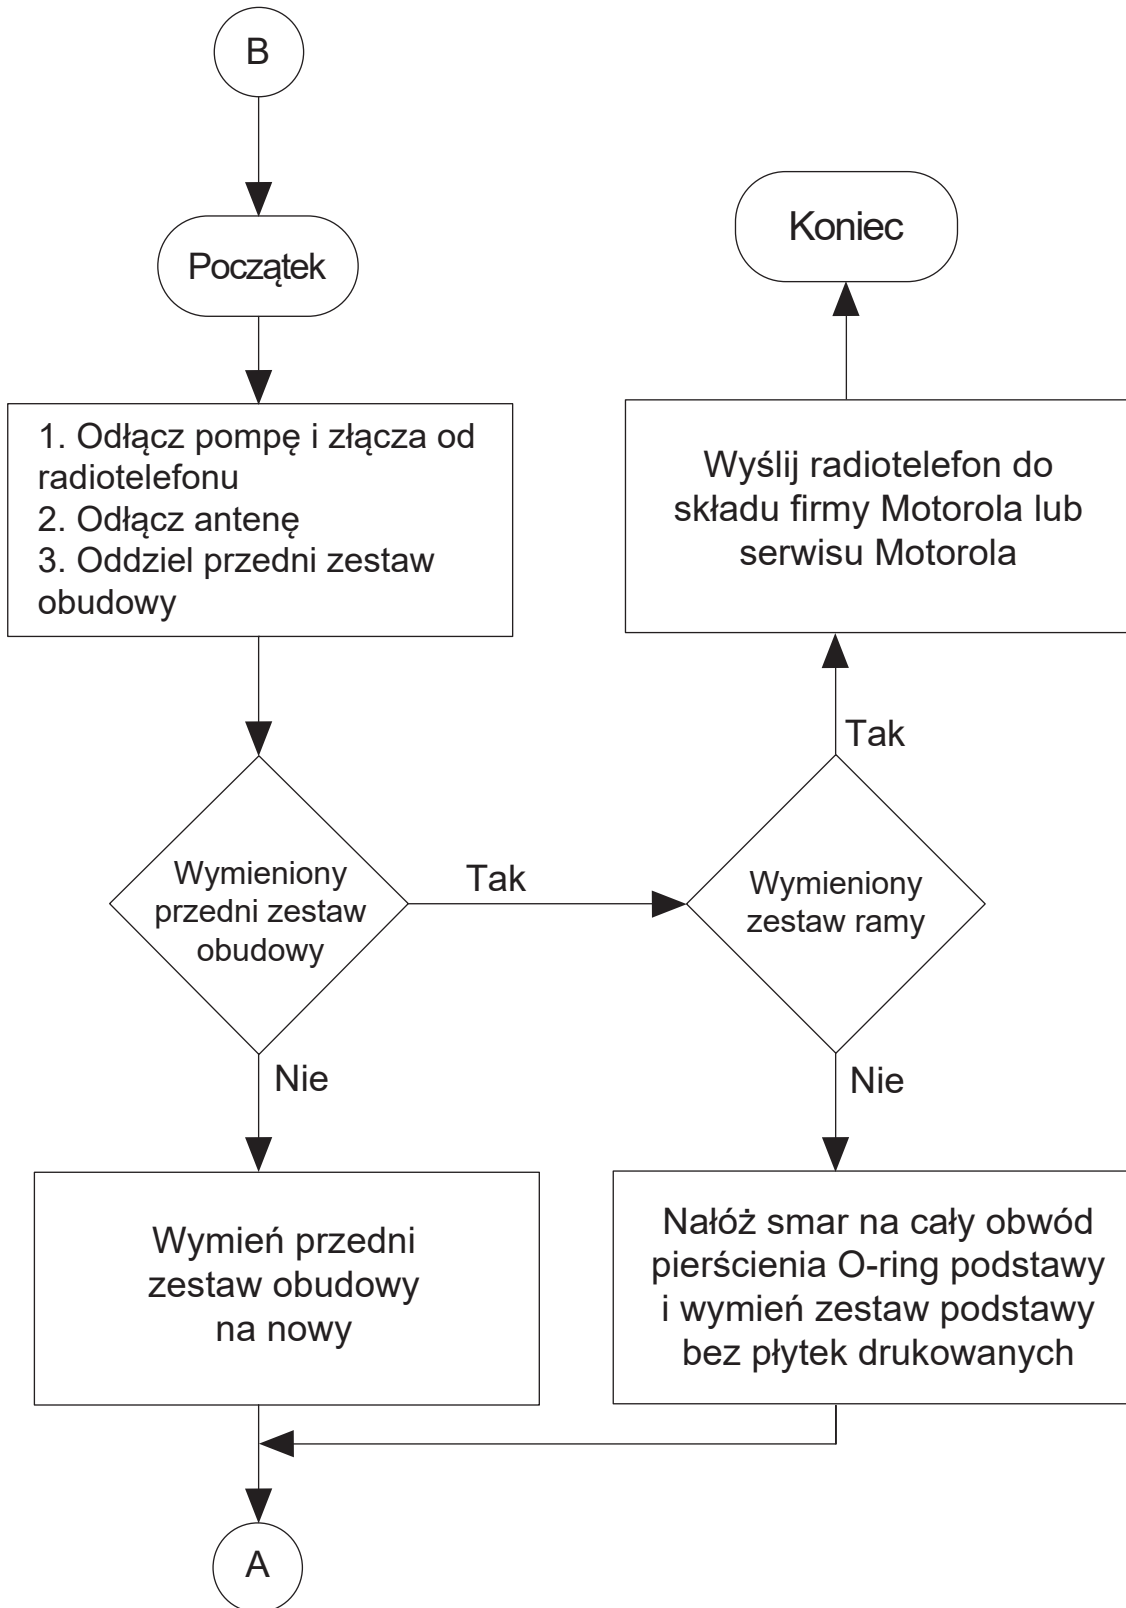 B
Początek
1. Odłącz pompę i złącza od
radiotelefonu
2. Odłącz antenę
3. Oddziel przedni zestaw
obudowy
Wymieniony
przedni zestaw
obudowy
Tak
Nie
Wymień przedni
zestaw obudowy
na nowy
A
Koniec
Wyślij radiotelefon do
składu firmy Motorola lub
serwisu Motorola
Tak
Wymieniony
zestaw ramy
Nie
Nałóż smar na cały obwód
pierścienia O-ring podstawy
i wymień zestaw podstawy
bez płytek drukowanych